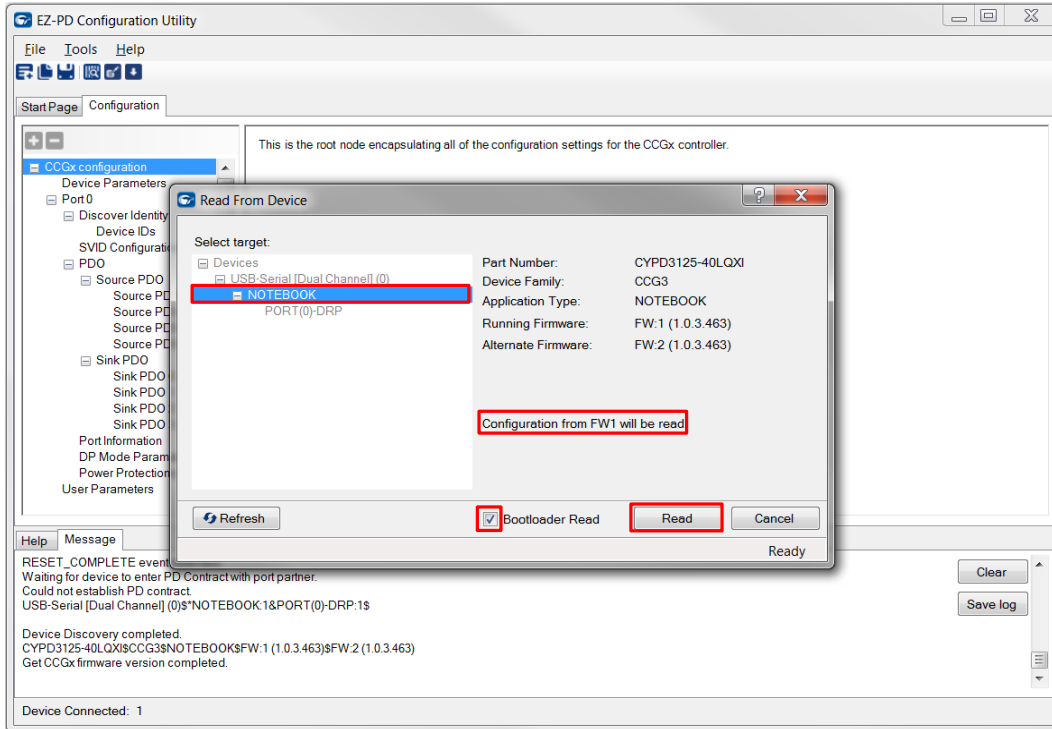 EZ-PD Configuration Utility
File Tools Help
Start Page Configuration
This is the root node encapsulating all of the configuration settings for the CCGx controller.
CCGx configuration
Device Parameters
Port 0
Discover Identity
Device IDs
SVID Configurati
PDO
Source PDO
Source PD
Source PD
Source PD
Source PD
Sink PDO
Sink PDO
Sink PDO
Sink PDO
Sink PDO
Port Information
DP Mode Param
Power Protection
User Parameters
Read From Device
Select target:
Devices
USB-Serial [Dual Channel] (0)
NOTEBOOK
PORT(0)-DRP
Part Number: CYPD3125-40LQXI
Device Family: CCG3
Application Type: NOTEBOOK
Running Firmware: FW:1 (1.0.3.463)
Alternate Firmware: FW:2 (1.0.3.463)
Configuration from FW1 will be read
Refresh Bootloader Read Read Cancel
Ready
Help Message
RESET_COMPLETE event
Waiting for device to enter PD Contract with port partner.
Could not establish PD contract.
USB-Serial [Dual Channel] (0)$*NOTEBOOK:1&PORT(0)-DRP:1$
Device Discovery completed.
CYPD3125-40LQXI$CCG3$NOTEBOOK$FW:1 (1.0.3.463)$FW:2 (1.0.3.463)
Get CCGx firmware version completed.
Clear
Save log
Device Connected: 1